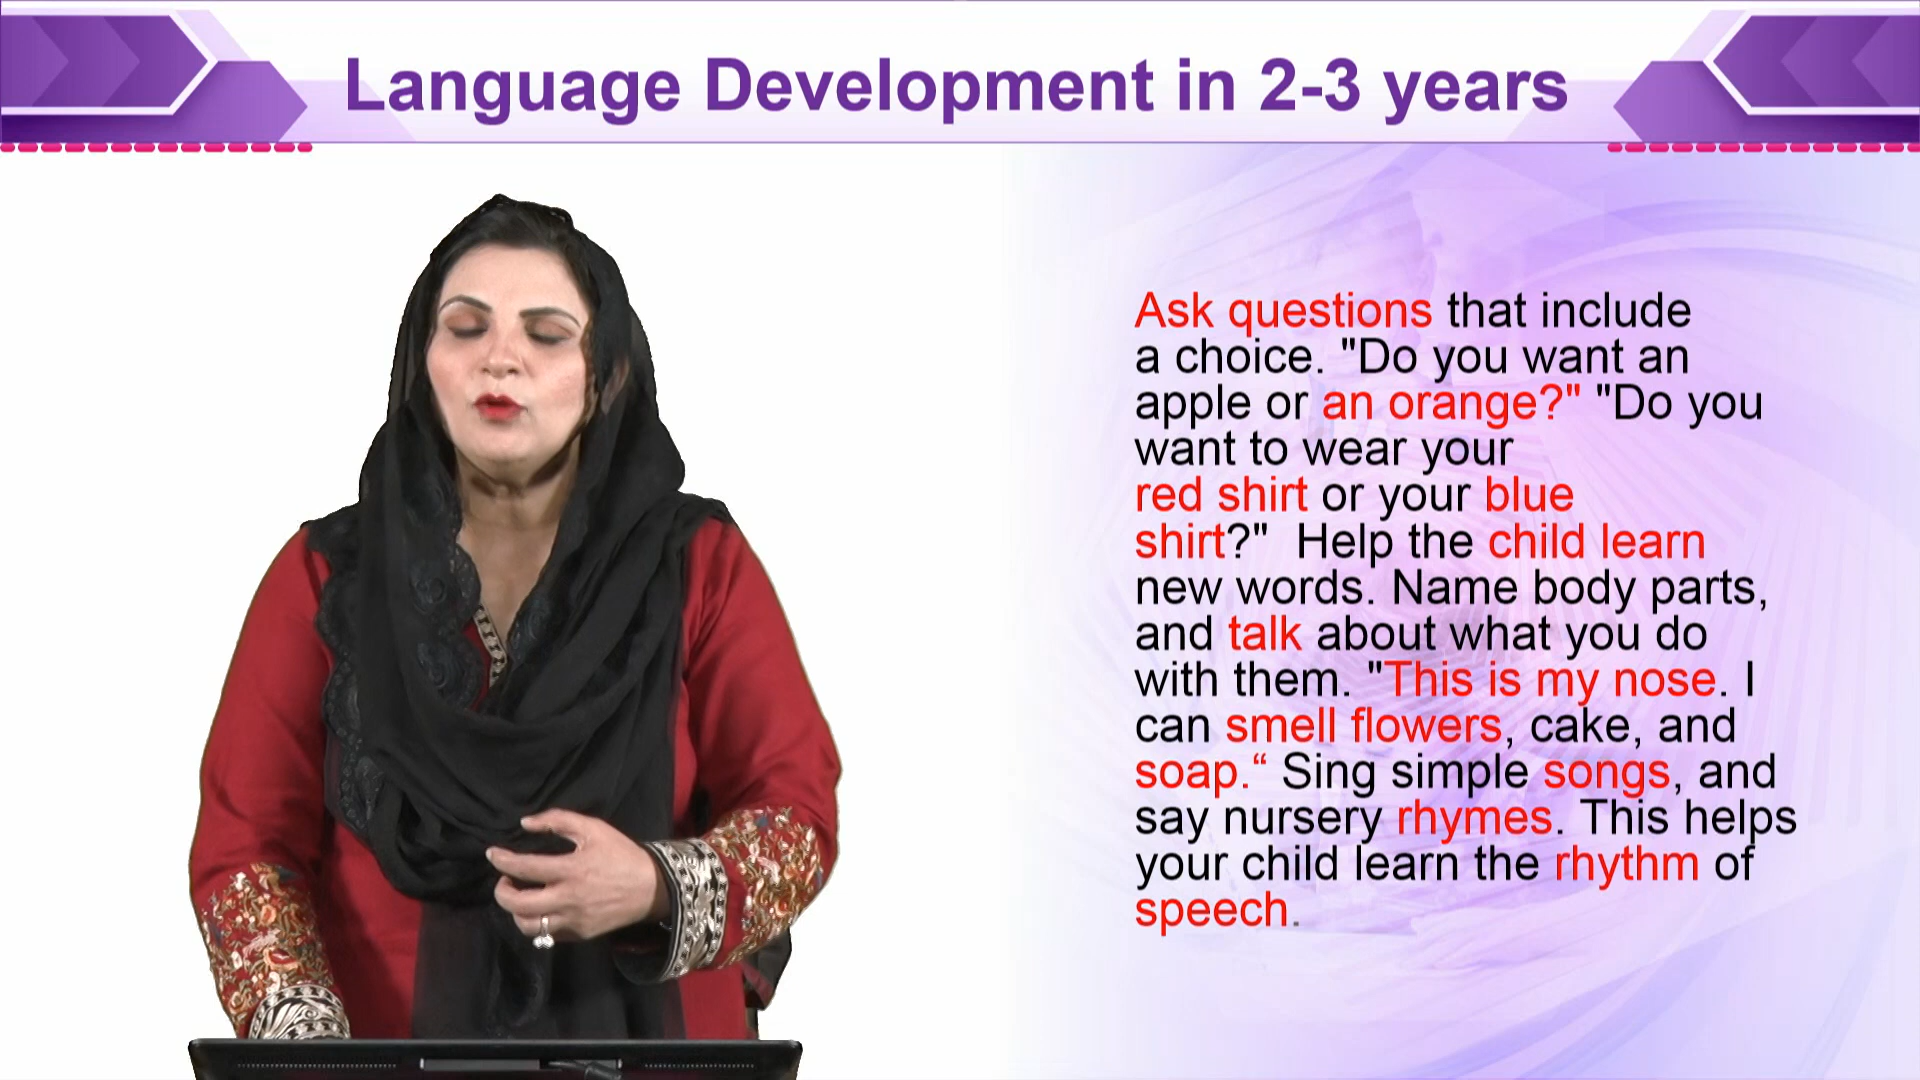 Language Development in 2-3 years
Ask questions that include
a choice. "Do you want an
apple or an orange?" "Do you
want to wear your
red shirt or your blue
shirt?"  Help the child learn
new words. Name body parts,
and talk about what you do
with them. "This is my nose. I
can smell flowers, cake, and
soap.“ Sing simple songs, and
say nursery rhymes. This helps
your child learn the rhythm of
speech.